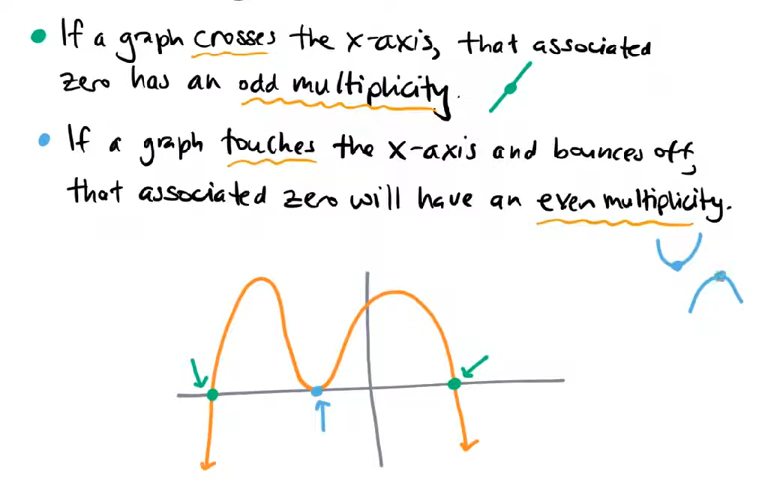 If a graph crosses the x-axis, that associated
zero has an odd multiplicity.
If a graph touches the x-axis and bounces off,
that associated zero will have an even multiplicity.